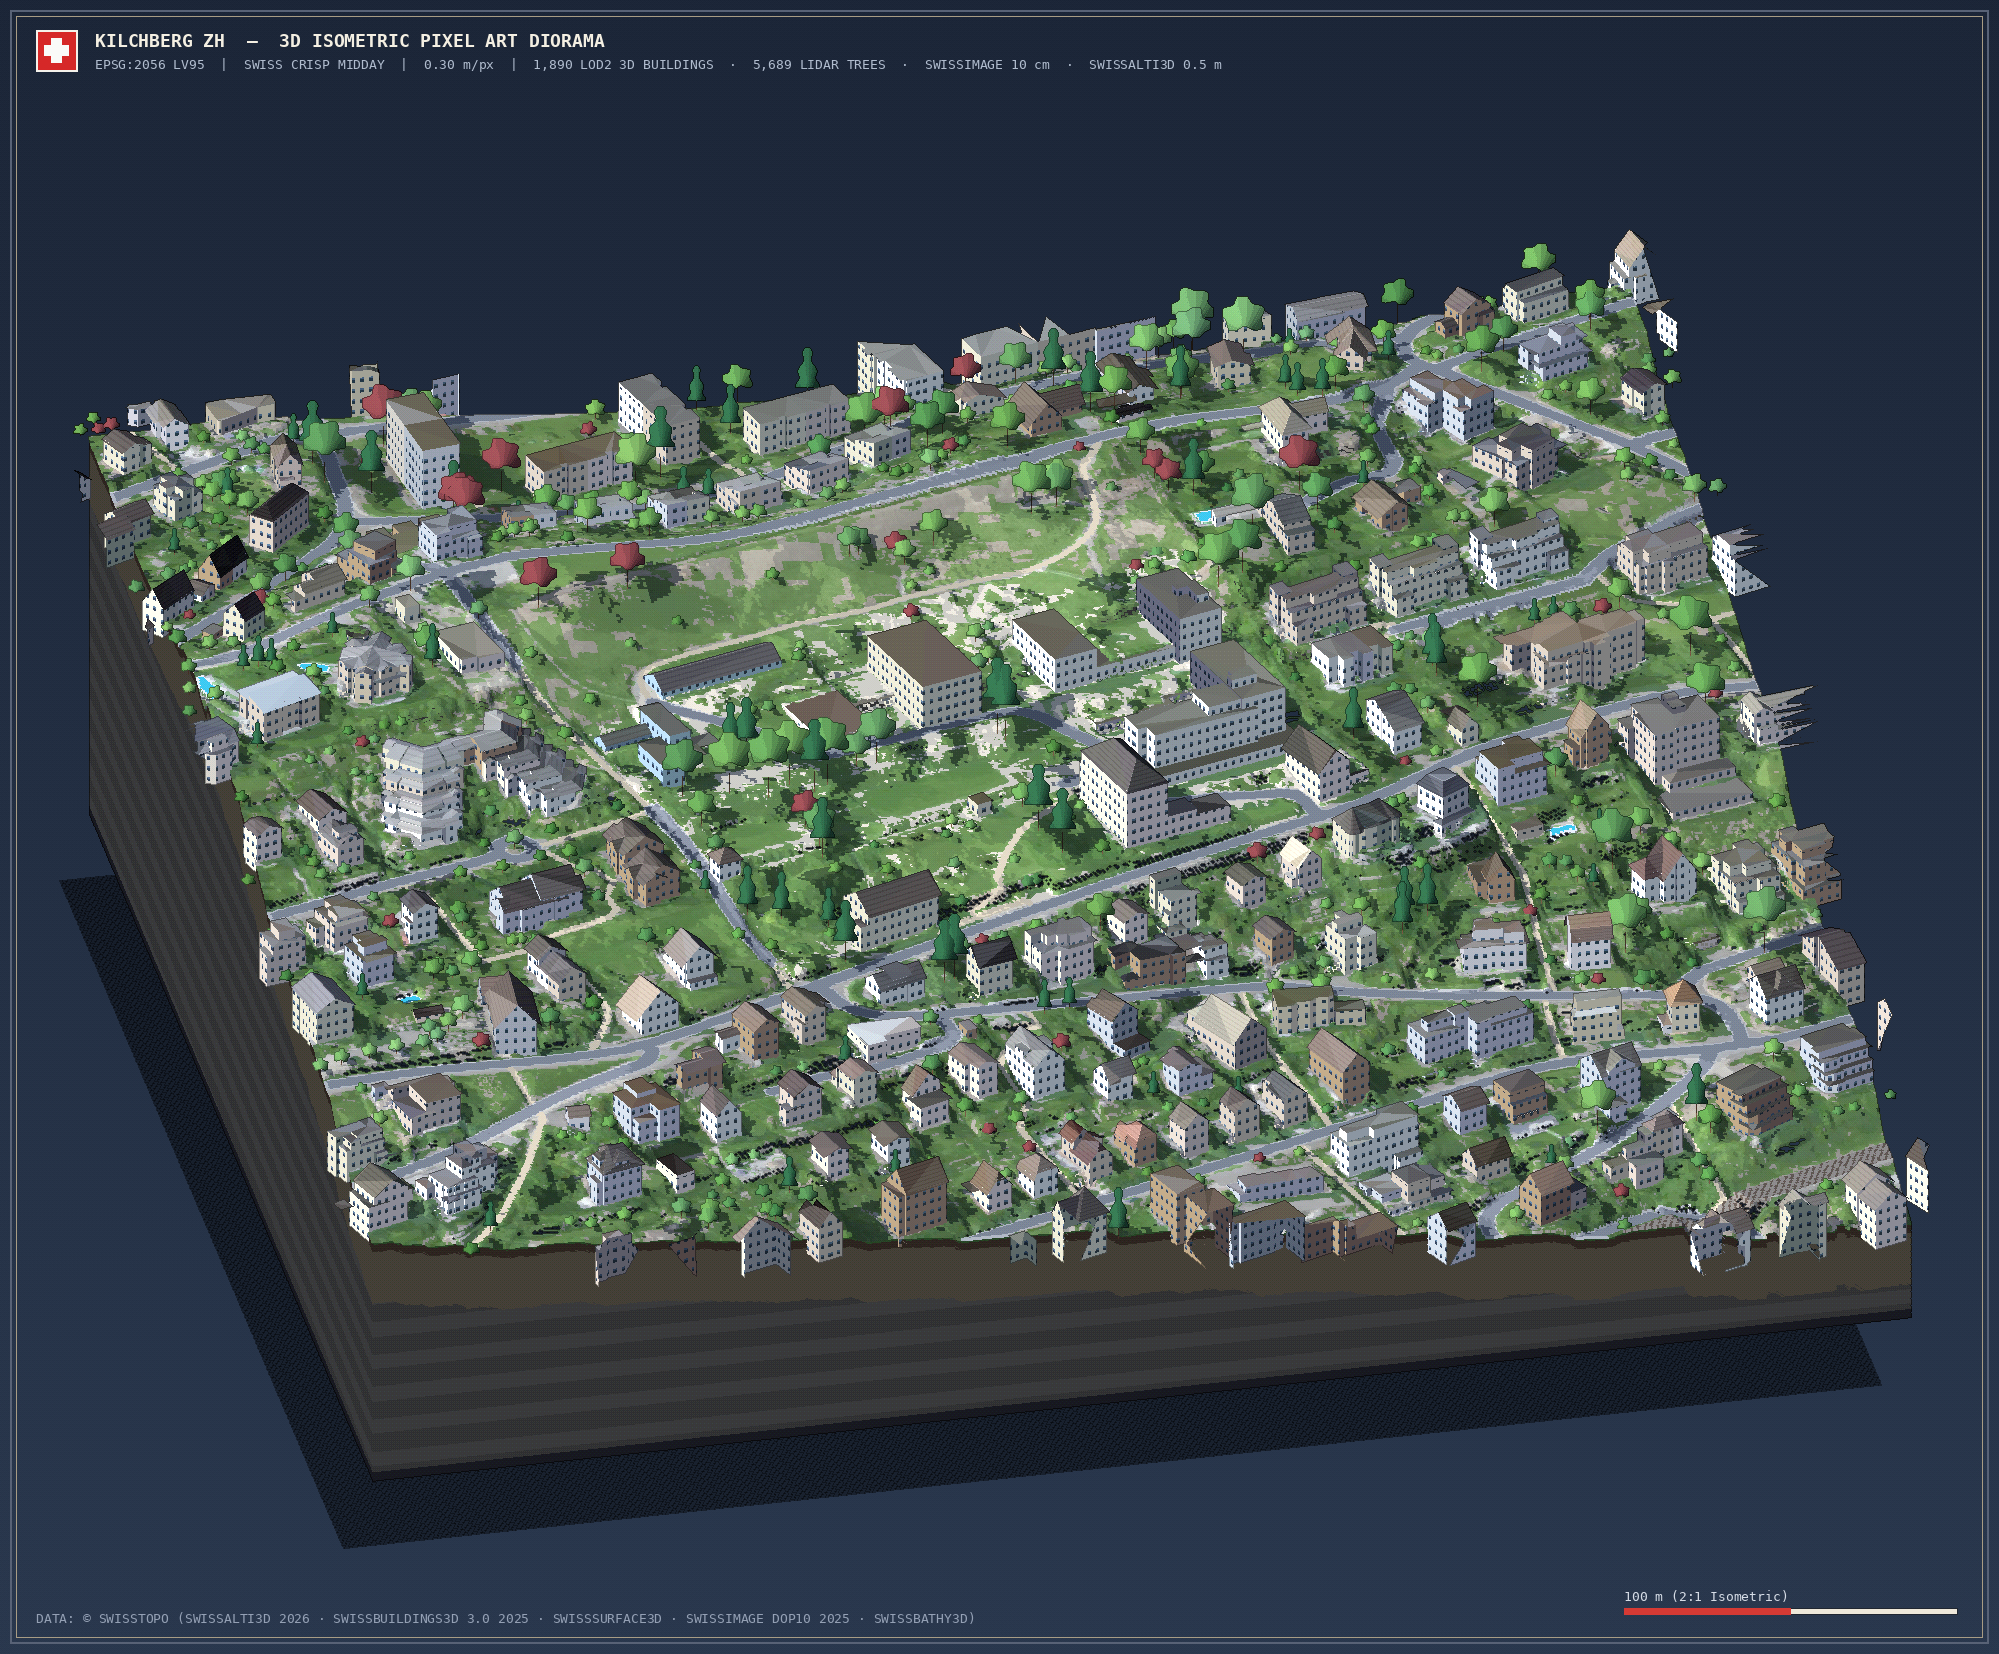 KILCHBERG ZH — 3D ISOMETRIC PIXEL ART DIORAMA
EPSG:2056 LV95 | SWISS CRISP MIDDAY | 0.30 m/px | 1,890 LOD2 3D BUILDINGS · 5,689 LIDAR TREES · SWISSIMAGE 10 cm · SWISSALTI3D 0.5 m
100 m (2:1 Isometric)
DATA: © SWISSTOPO (SWISSALTI3D 2026 · SWISSBUILDINGS3D 3.0 2025 · SWISSSURFACE3D · SWISSIMAGE DOP10 2025 · SWISSBATHY3D)